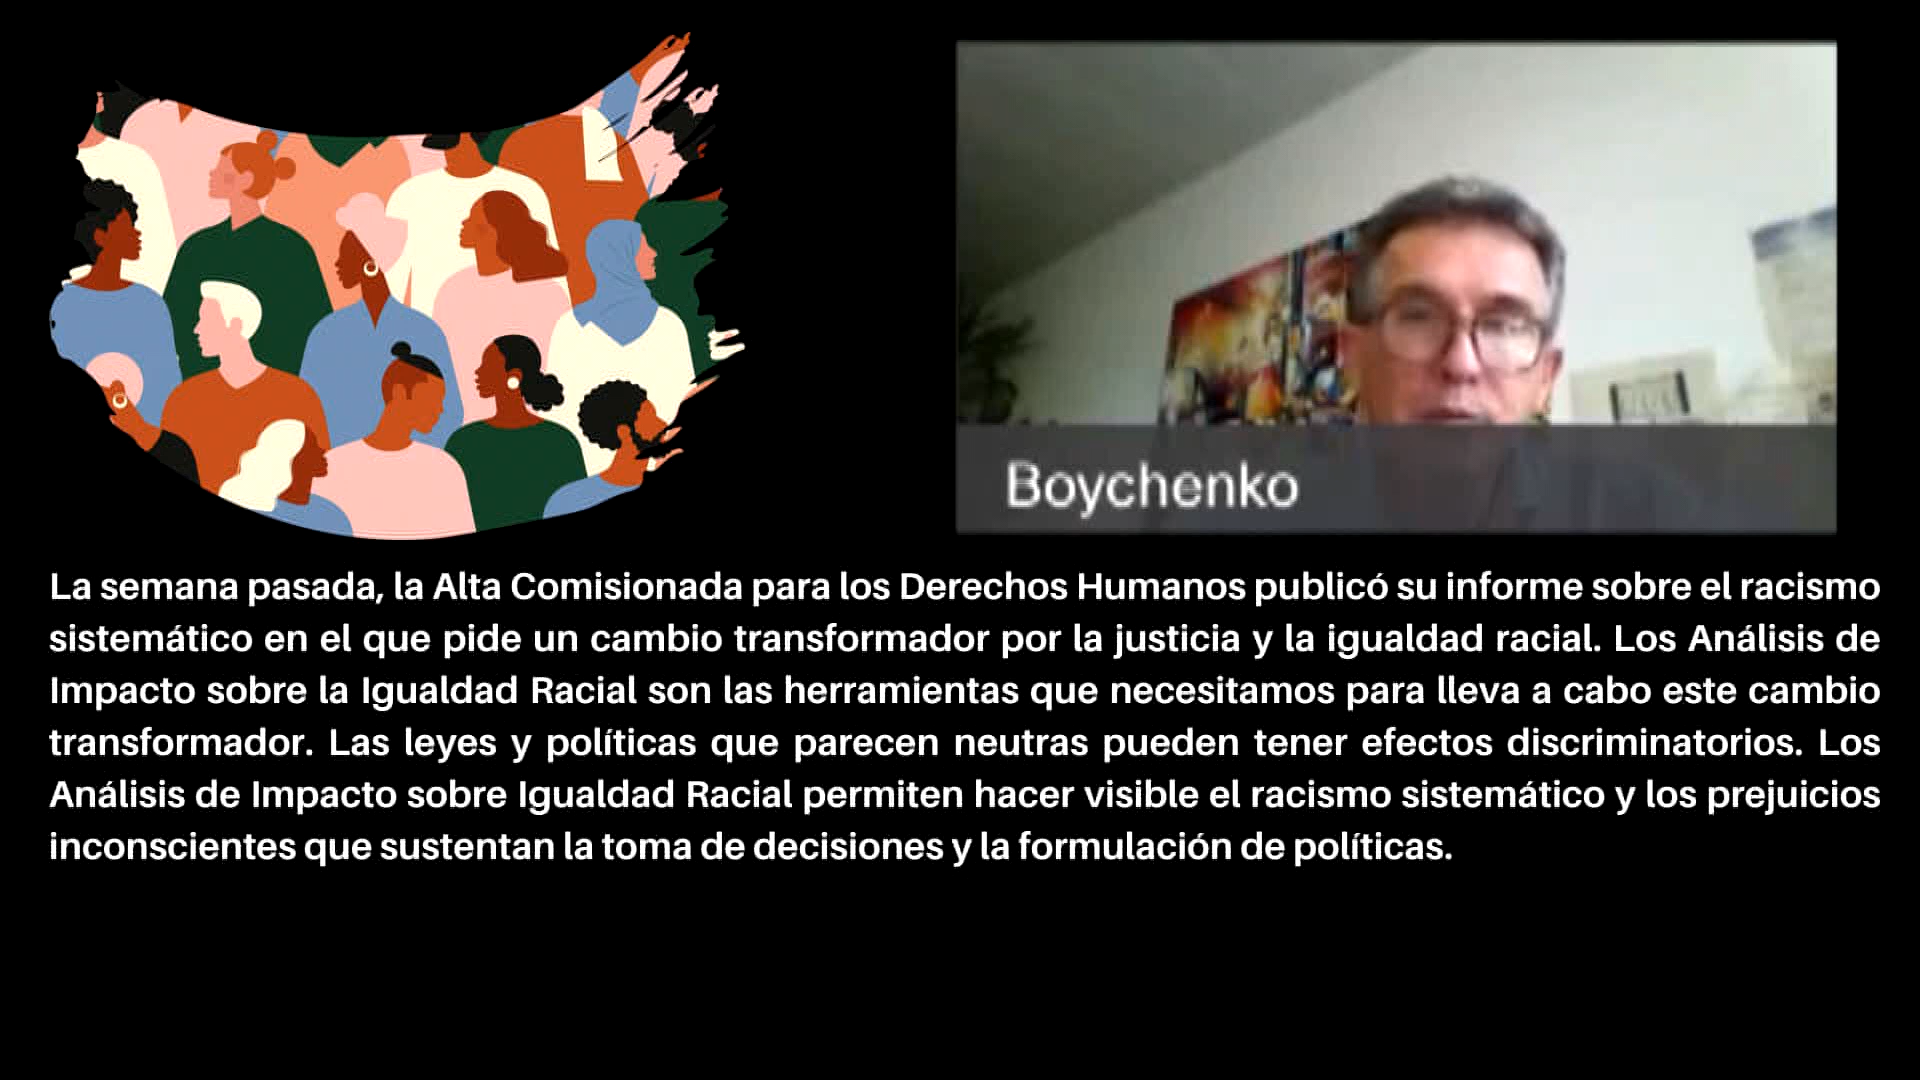 Boychenko
La semana pasada, la Alta Comisionada para los Derechos Humanos publicó su informe sobre el racismo
sistemático en el que pide un cambio transformador por la justicia y la igualdad racial. Los Análisis de
Impacto sobre la Igualdad Racial son las herramientas que necesitamos para lleva a cabo este cambio
transformador. Las leyes y políticas que parecen neutras pueden tener efectos discriminatorios. Los
Análisis de Impacto sobre Igualdad Racial permiten hacer visible el racismo sistemático y los prejuicios
inconscientes que sustentan la toma de decisiones y la formulación de políticas.